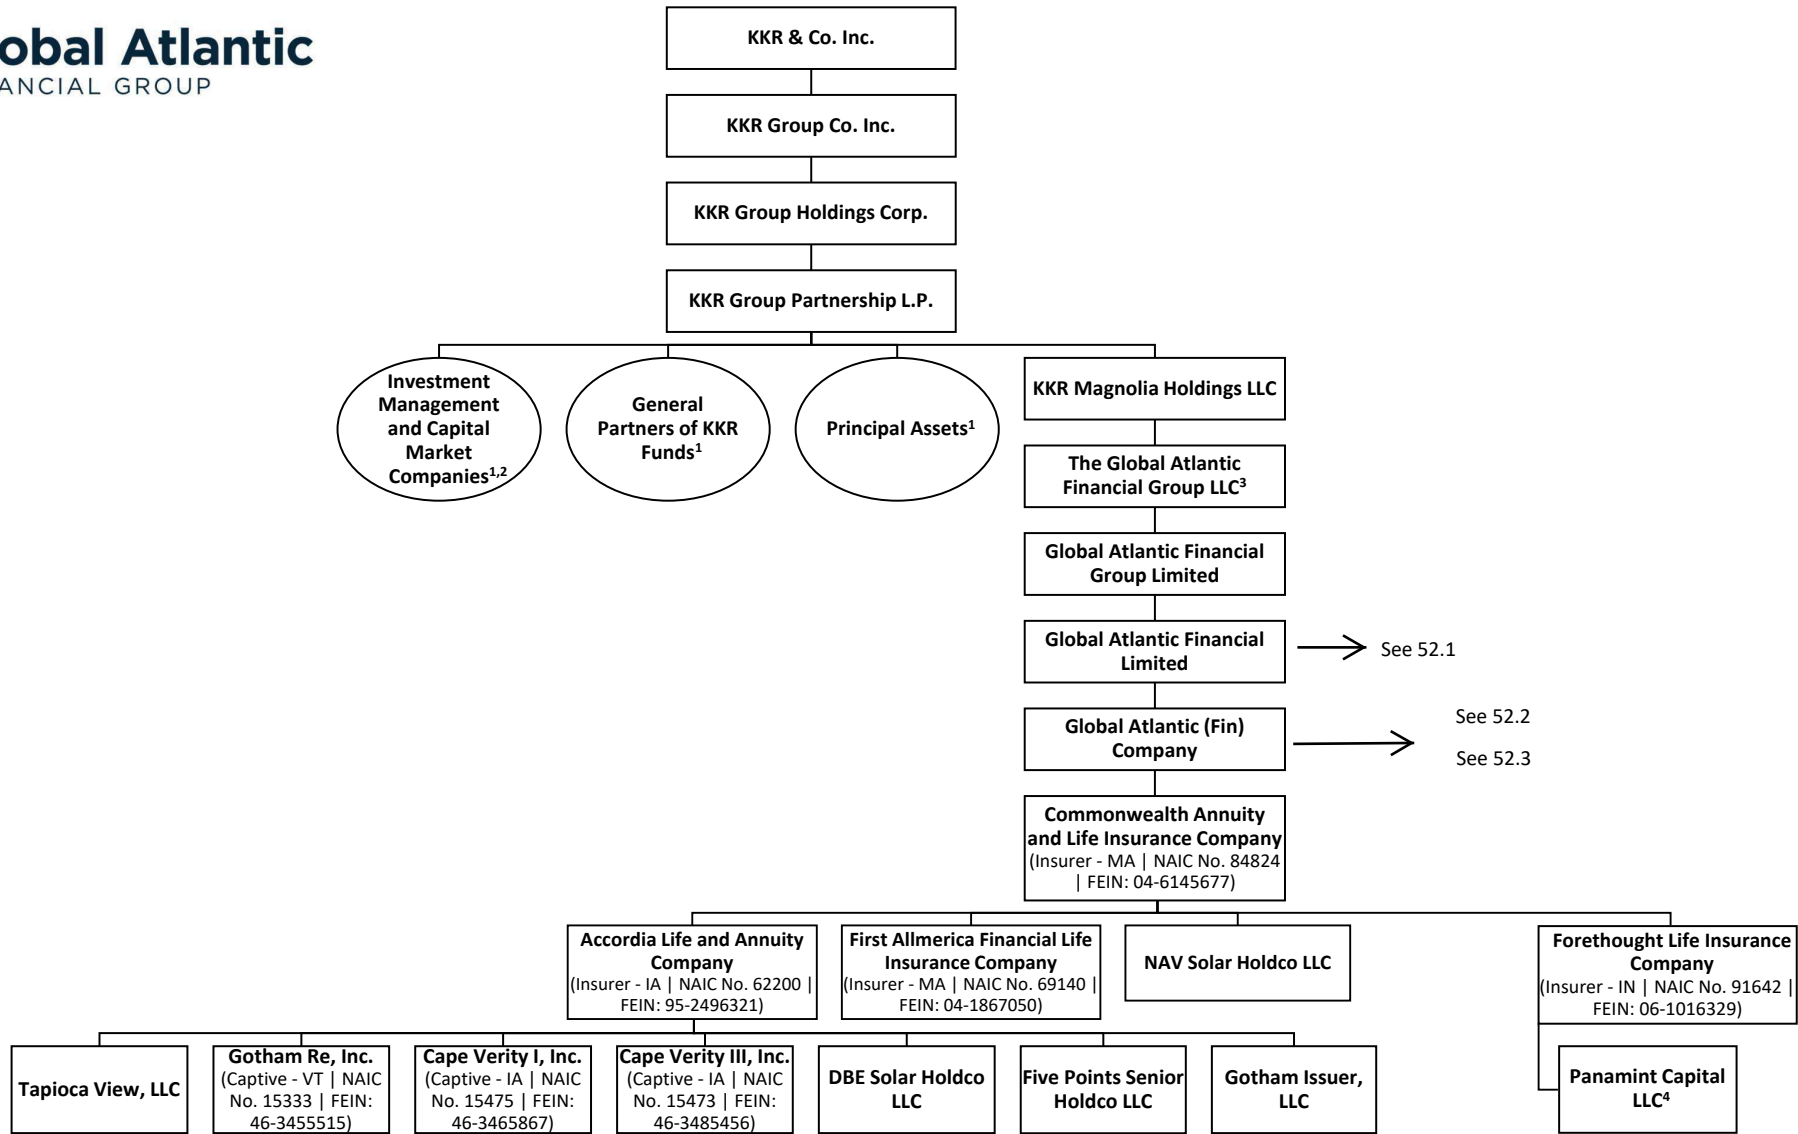 obal Atlantic
ANCIAL GROUP
KKR & Co. Inc.
KKR Group Co. Inc.
KKR Group Holdings Corp.
KKR Group Partnership L.P.
Investment
Management
and Capital
Market
Companies1,2
General
Partners of KKR
Funds1
Principal Assets1
KKR Magnolia Holdings LLC
The Global Atlantic
Financial Group LLC3
Global Atlantic Financial
Group Limited
Global Atlantic Financial
Limited
See 52.1
Global Atlantic (Fin)
Company
See 52.2
See 52.3
Commonwealth Annuity
and Life Insurance Company
(Insurer - MA | NAIC No. 84824
| FEIN: 04-6145677)
Accordia Life and Annuity
Company
(Insurer - IA | NAIC No. 62200 |
FEIN: 95-2496321)
First Allmerica Financial Life
Insurance Company
(Insurer - MA | NAIC No. 69140 |
FEIN: 04-1867050)
NAV Solar Holdco LLC
Forethought Life Insurance
Company
(Insurer - IN | NAIC No. 91642 |
FEIN: 06-1016329)
Tapioca View, LLC
Gotham Re, Inc.
(Captive - VT | NAIC
No. 15333 | FEIN:
46-3455515)
Cape Verity I, Inc.
(Captive - IA | NAIC
No. 15475 | FEIN:
46-3465867)
Cape Verity III, Inc.
(Captive - IA | NAIC
No. 15473 | FEIN:
46-3485456)
DBE Solar Holdco
LLC
Five Points Senior
Holdco LLC
Gotham Issuer,
LLC
Panamint Capital
LLC4